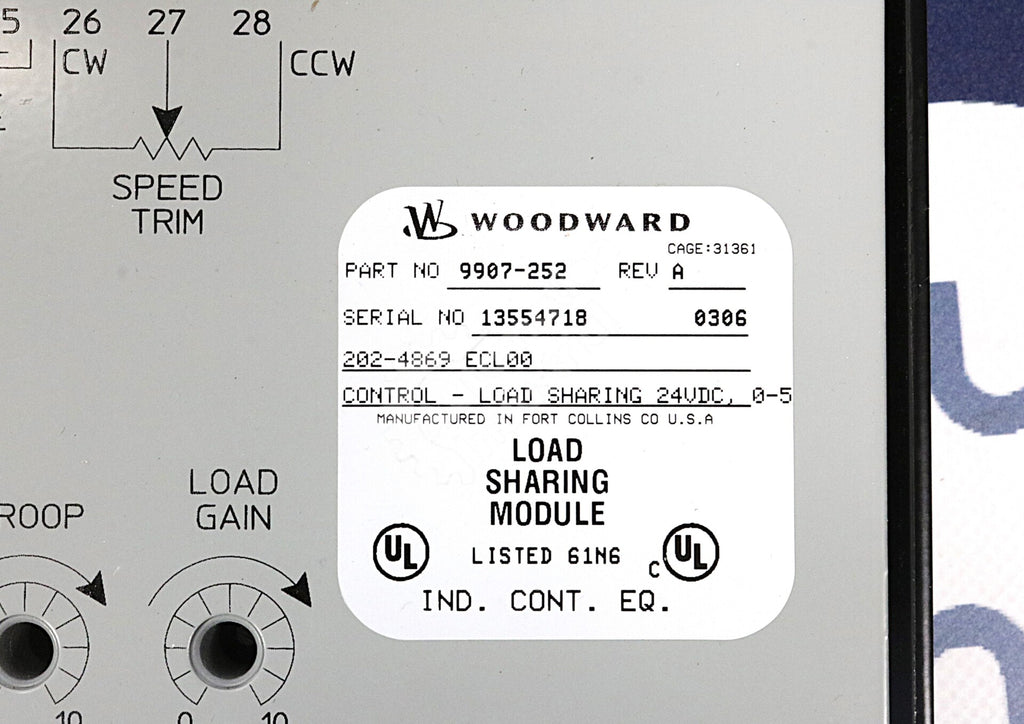 5 26 27 28
CW CCW
SPEED
TRIM
WOODWARD
CAGE:31361
PART NO 9907-252 REV A
SERIAL NO 13554718 0306
202-4869 ECL00
CONTROL - LOAD SHARING 24VDC, 0-5
MANUFACTURED IN FORT COLLINS CO U.S.A
LOAD
SHARING
MODULE
UL LISTED 61N6 C UL
IND. CONT. EQ.
LOAD
GAIN
ROOP
10 0 10